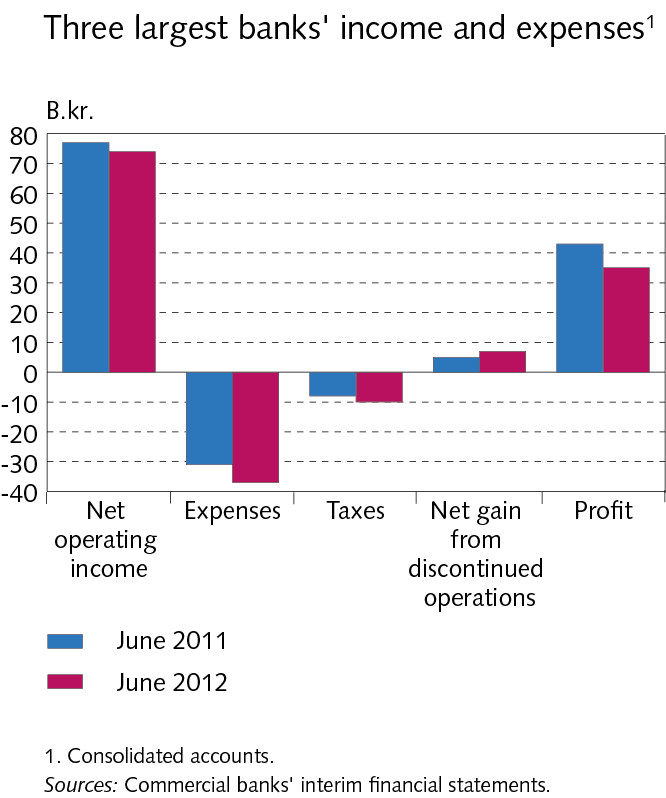 Three largest banks' income and expenses¹
B.kr.
80
70
60
50
40
30
20
10
0
-10
-20
-30
-40
Net
operating
income
Expenses
Taxes
Net gain
from
discontinued
operations
Profit
June 2011
June 2012
1. Consolidated accounts.
Sources: Commercial banks' interim financial statements.